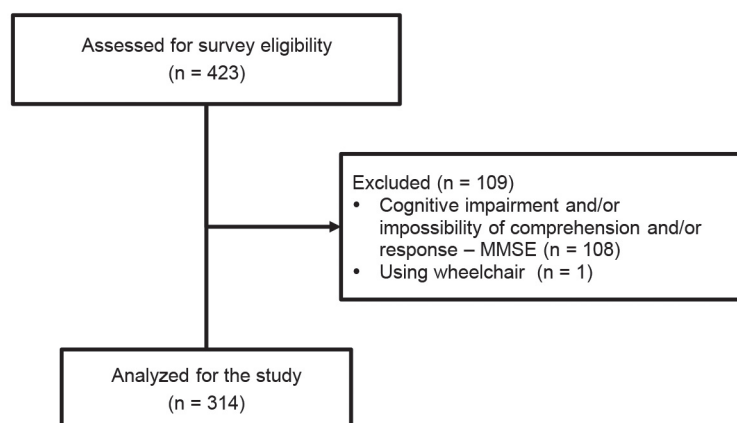 Assessed for survey eligibility
(n = 423)
Excluded (n = 109)
• Cognitive impairment and/or
impossibility of comprehension and/or
response – MMSE (n = 108)
• Using wheelchair (n = 1)
Analyzed for the study
(n = 314)